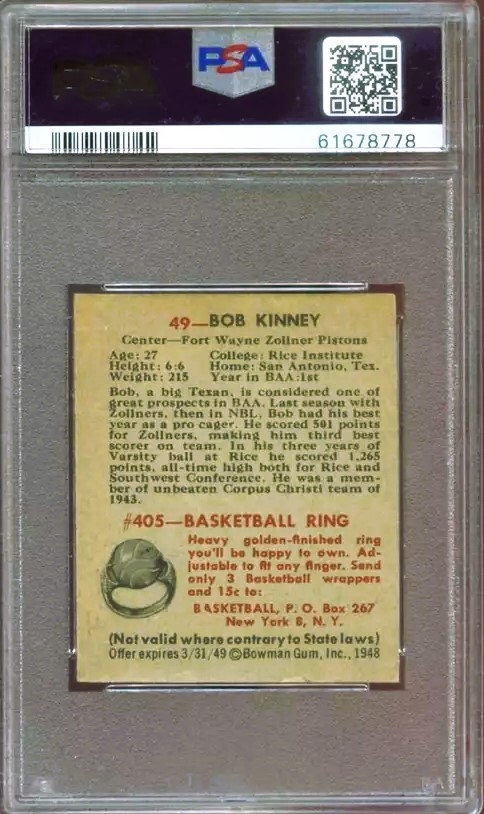 PSA
61678778
49—BOB KINNEY
Center—Fort Wayne Zollner Pistons
Age: 27 College: Rice Institute
Height: 6:6 Home: San Antonio, Tex.
Weight: 215 Year in BAA:1st
Bob, a big Texan, is considered one of
great prospects in BAA. Last season with
Zollners, then in NBL, Bob had his best
year as a pro cager. He scored 501 points
for Zollners, making him third best
scorer on team. In his three years of
Varsity ball at Rice he scored 1,265
points, all-time high both for Rice and
Southwest Conference. He was a mem-
ber of unbeaten Corpus Christi team of
1943.
#405—BASKETBALL RING
Heavy golden-finished ring
you'll be happy to own. Ad-
justable to fit any finger. Send
only 3 Basketball wrappers
and 15c to:
BASKETBALL, P. O. Box 267
New York 8, N. Y.
(Not valid where contrary to State laws)
Offer expires 3/31/49 ©Bowman Gum, Inc., 1948